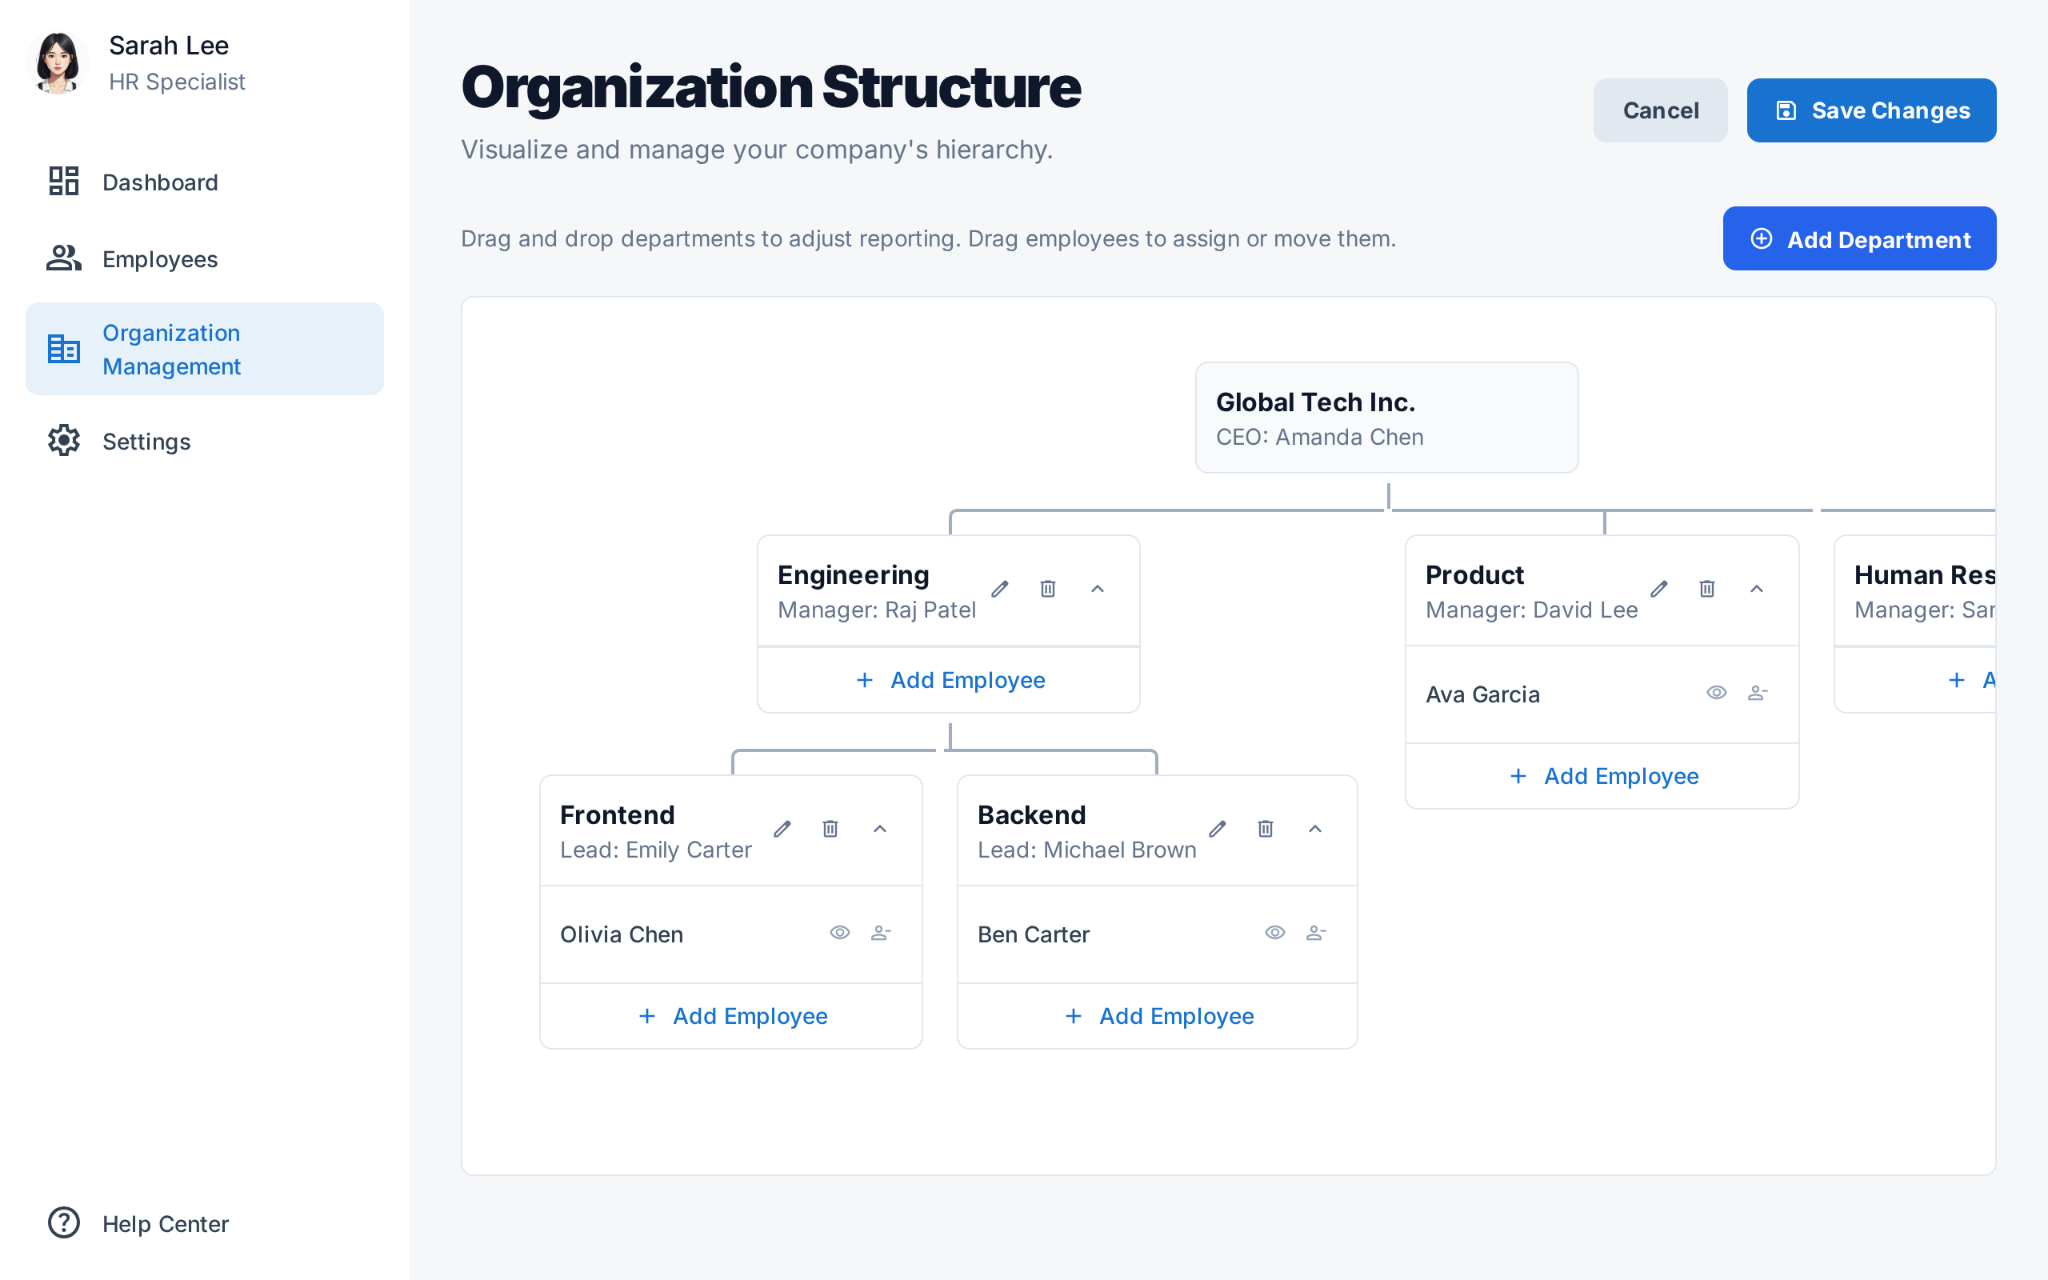 Sarah Lee
HR Specialist
Dashboard
Employees
Organization
Management
Settings
Help Center
Organization Structure
Visualize and manage your company's hierarchy.
Cancel
Save Changes
Drag and drop departments to adjust reporting. Drag employees to assign or move them.
Add Department
Global Tech Inc.
CEO: Amanda Chen
Engineering
Manager: Raj Patel
Add Employee
Product
Manager: David Lee
Ava Garcia
Add Employee
Human
Manager:
Frontend
Lead: Emily Carter
Olivia Chen
Add Employee
Backend
Lead: Michael Brown
Ben Carter
Add Employee